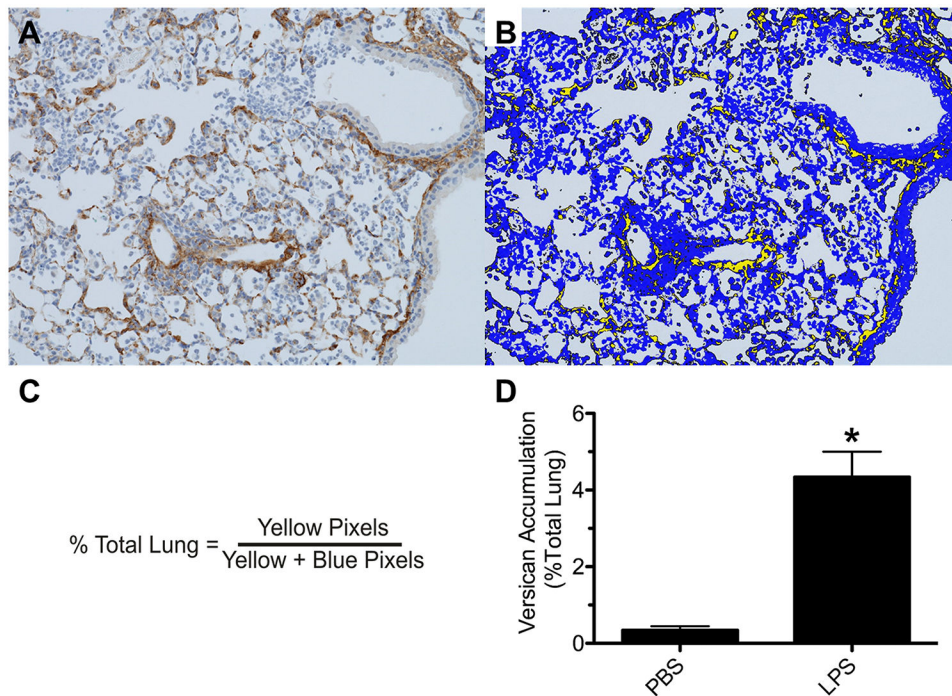 A
B
C
% Total Lung = Yellow Pixels
Yellow + Blue Pixels
D
Versican Accumulation
(%Total Lung)
6
*
4
2
0
PBS
LPS